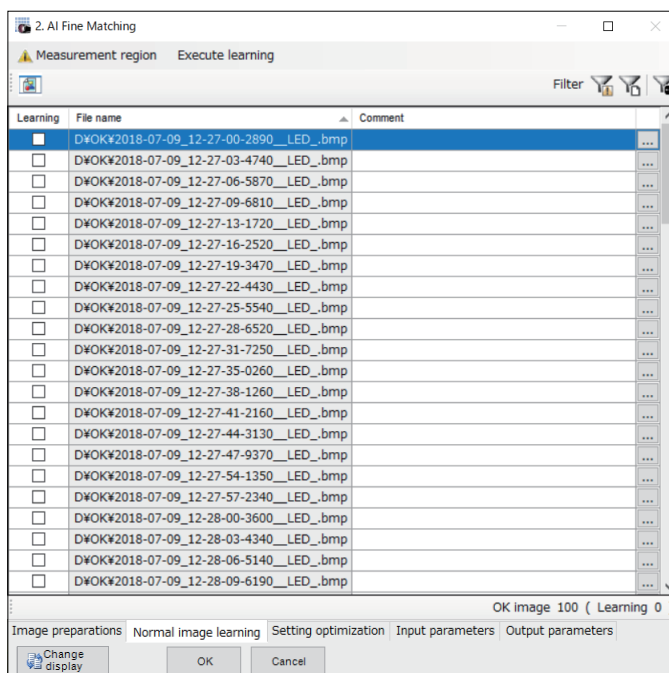 2. AI Fine Matching
Measurement region Execute learning
Filter
Learning File name Comment
D¥OK¥2018-07-09_12-27-00-2890__LED_.bmp ...
D¥OK¥2018-07-09_12-27-03-4740__LED_.bmp ...
D¥OK¥2018-07-09_12-27-06-5870__LED_.bmp ...
D¥OK¥2018-07-09_12-27-09-6810__LED_.bmp ...
D¥OK¥2018-07-09_12-27-13-1720__LED_.bmp ...
D¥OK¥2018-07-09_12-27-16-2520__LED_.bmp ...
D¥OK¥2018-07-09_12-27-19-3470__LED_.bmp ...
D¥OK¥2018-07-09_12-27-22-4430__LED_.bmp ...
D¥OK¥2018-07-09_12-27-25-5540__LED_.bmp ...
D¥OK¥2018-07-09_12-27-28-6520__LED_.bmp ...
D¥OK¥2018-07-09_12-27-31-7250__LED_.bmp ...
D¥OK¥2018-07-09_12-27-35-0260__LED_.bmp ...
D¥OK¥2018-07-09_12-27-38-1260__LED_.bmp ...
D¥OK¥2018-07-09_12-27-41-2160__LED_.bmp ...
D¥OK¥2018-07-09_12-27-44-3130__LED_.bmp ...
D¥OK¥2018-07-09_12-27-47-9370__LED_.bmp ...
D¥OK¥2018-07-09_12-27-54-1350__LED_.bmp ...
D¥OK¥2018-07-09_12-27-57-2340__LED_.bmp ...
D¥OK¥2018-07-09_12-28-00-3600__LED_.bmp ...
D¥OK¥2018-07-09_12-28-03-4340__LED_.bmp ...
D¥OK¥2018-07-09_12-28-06-5140__LED_.bmp ...
D¥OK¥2018-07-09_12-28-09-6190__LED_.bmp ...
OK image 100 ( Learning 0
Image preparations Normal image learning Setting optimization Input parameters Output parameters
Change
display OK Cancel